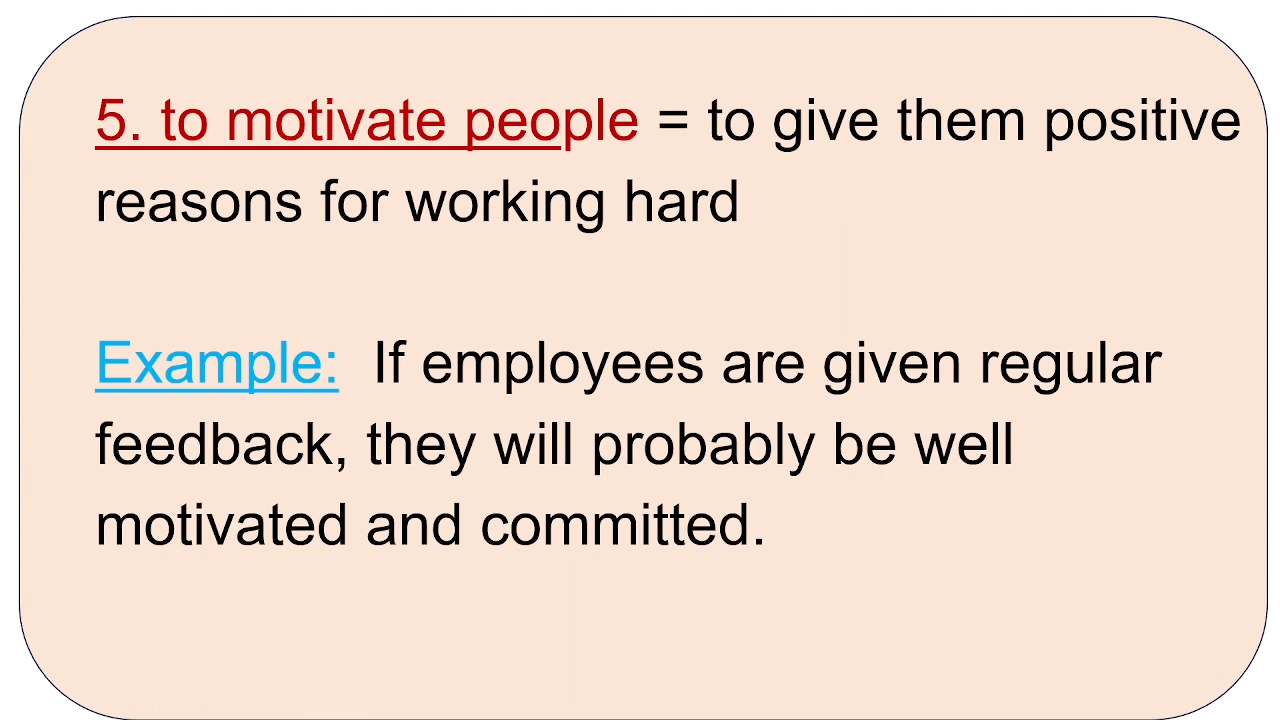 5. to motivate people = to give them positive
reasons for working hard
Example: If employees are given regular
feedback, they will probably be well
motivated and committed.